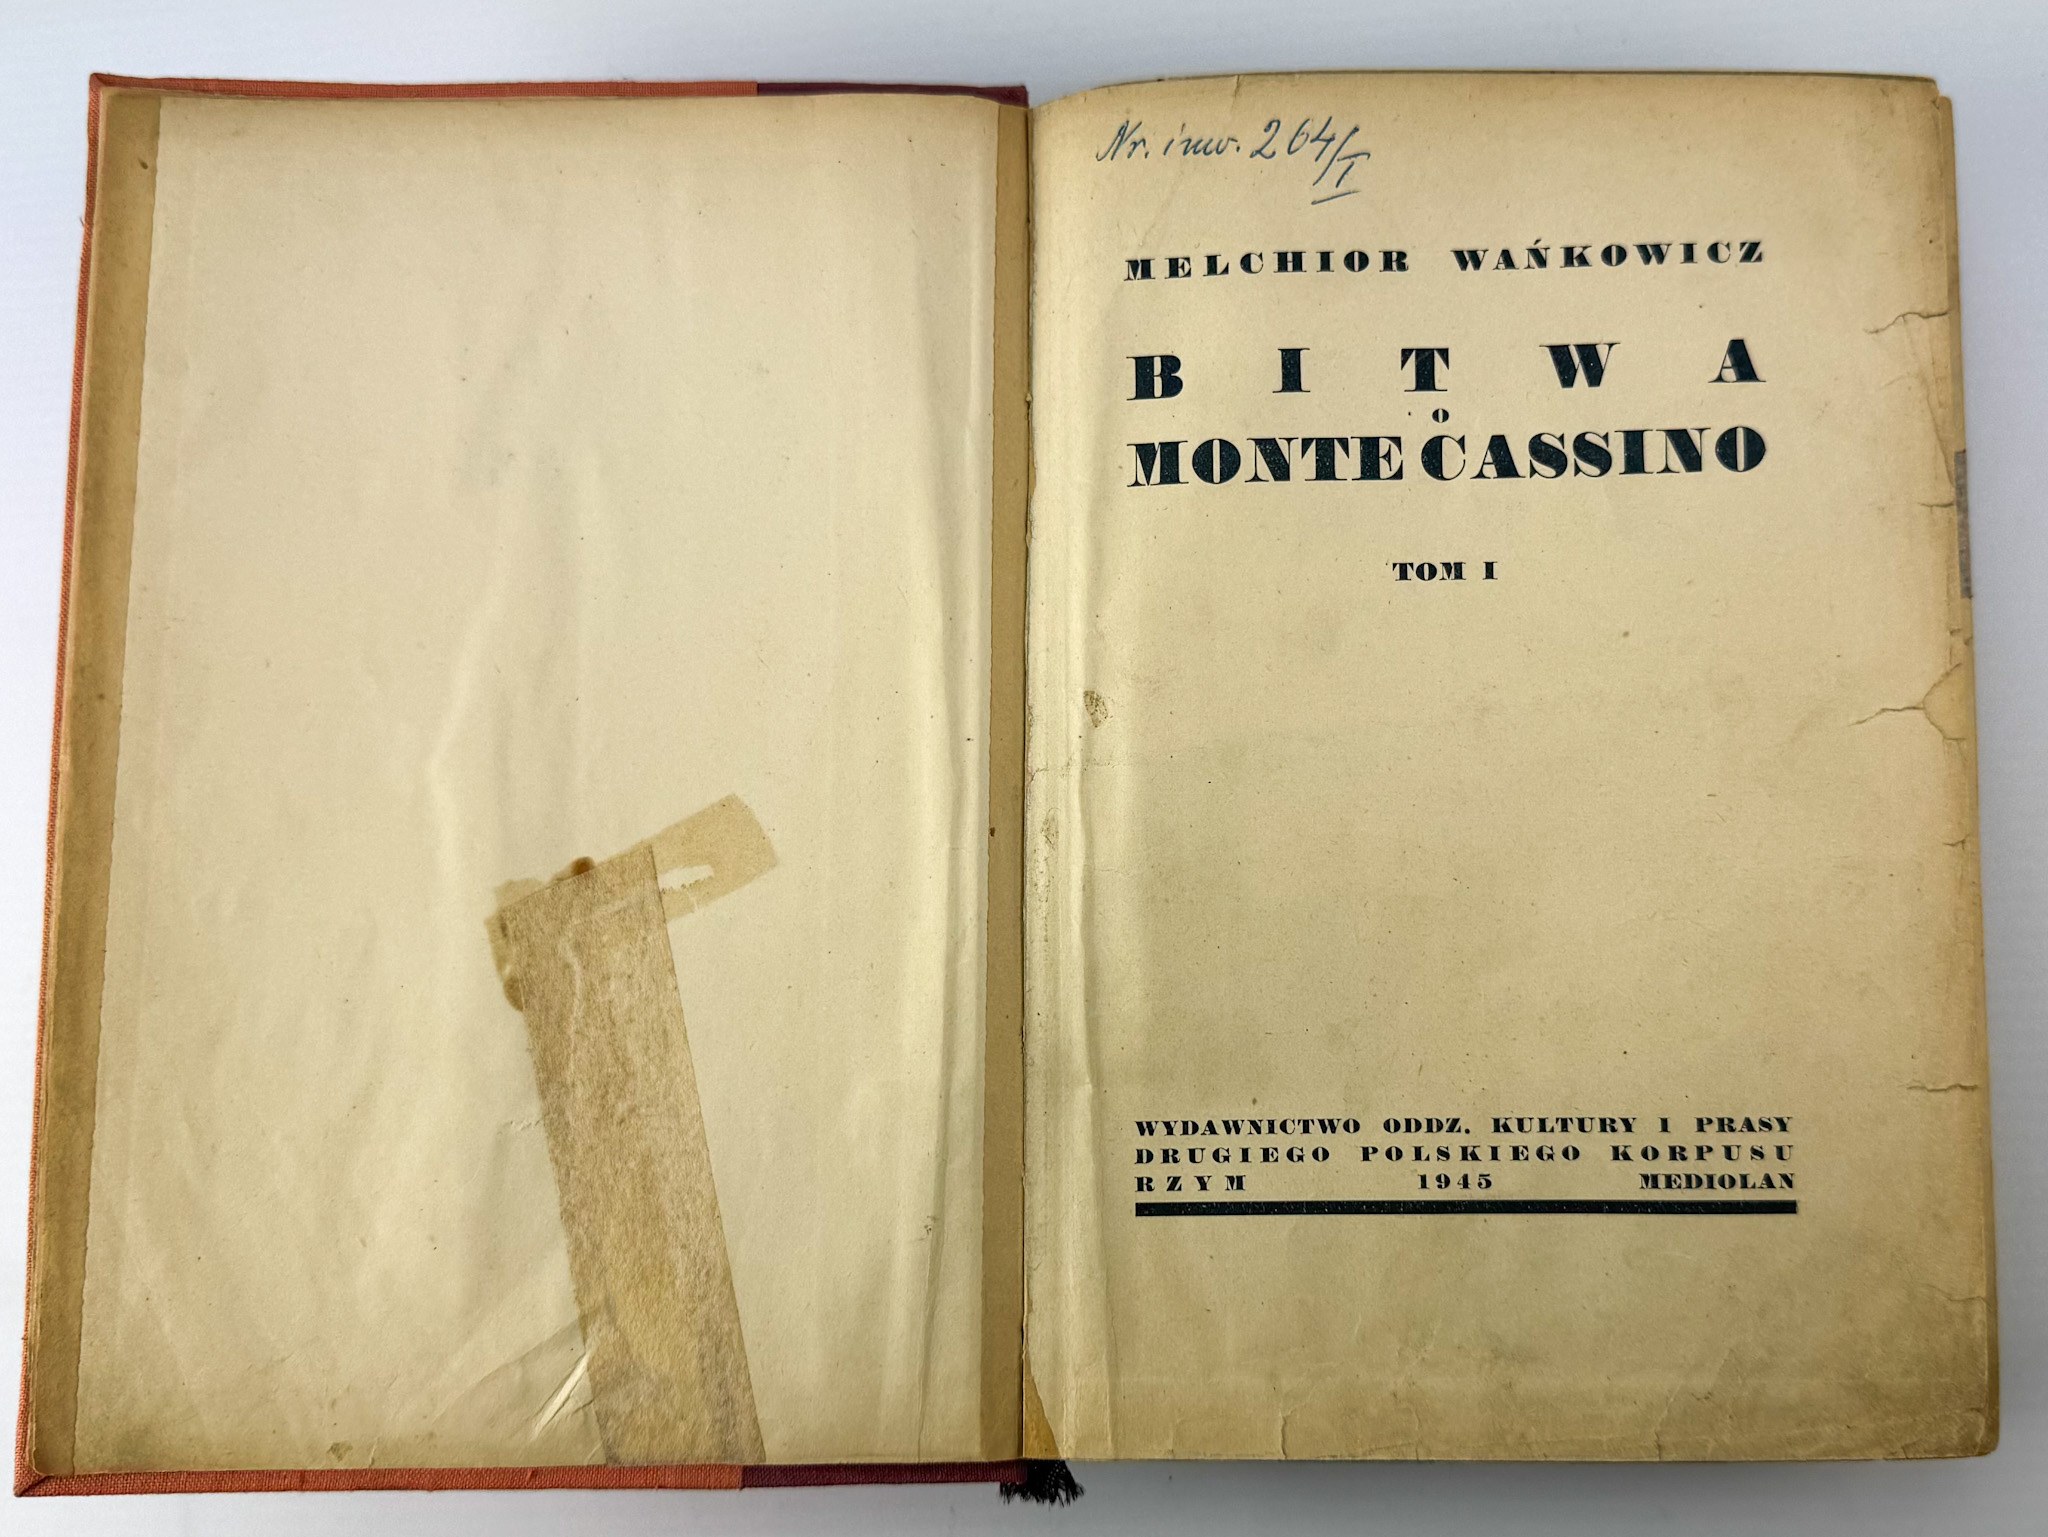 Nr. inw. 264/I
MELCHIOR WAŃKOWICZ
BITWA
O
MONTE CASSINO
TOM I
WYDAWNICTWO ODDZ. KULTURY I PRASY
DRUGIEGO POLSKIEGO KORPUSU
RZYM 1945 MEDIOLAN